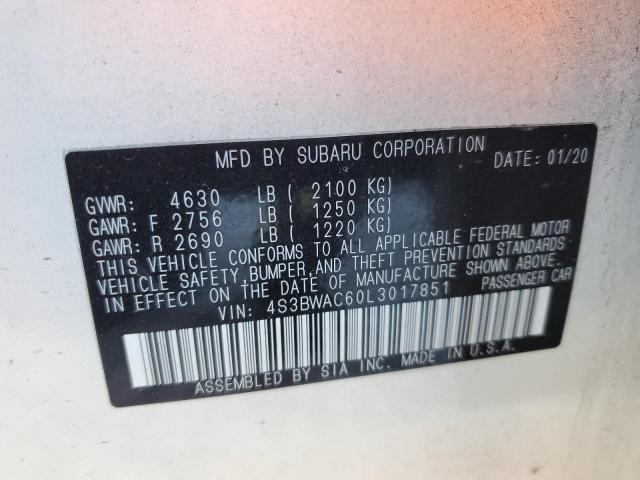 MFD BY SUBARU CORPORATION DATE: 01/20
GVWR: 4630 LB ( 2100 KG)
GAWR: F 2756 LB ( 1250 KG)
GAWR: R 2690 LB ( 1220 KG)
THIS VEHICLE CONFORMS TO ALL APPLICABLE FEDERAL MOTOR
VEHICLE SAFETY, BUMPER, AND THEFT PREVENTION STANDARDS
IN EFFECT ON THE DATE OF MANUFACTURE SHOWN ABOVE.
VIN: 4S3BWAC60L3017851 PASSENGER CAR
ASSEMBLED BY SIA INC. MADE IN U.S.A.